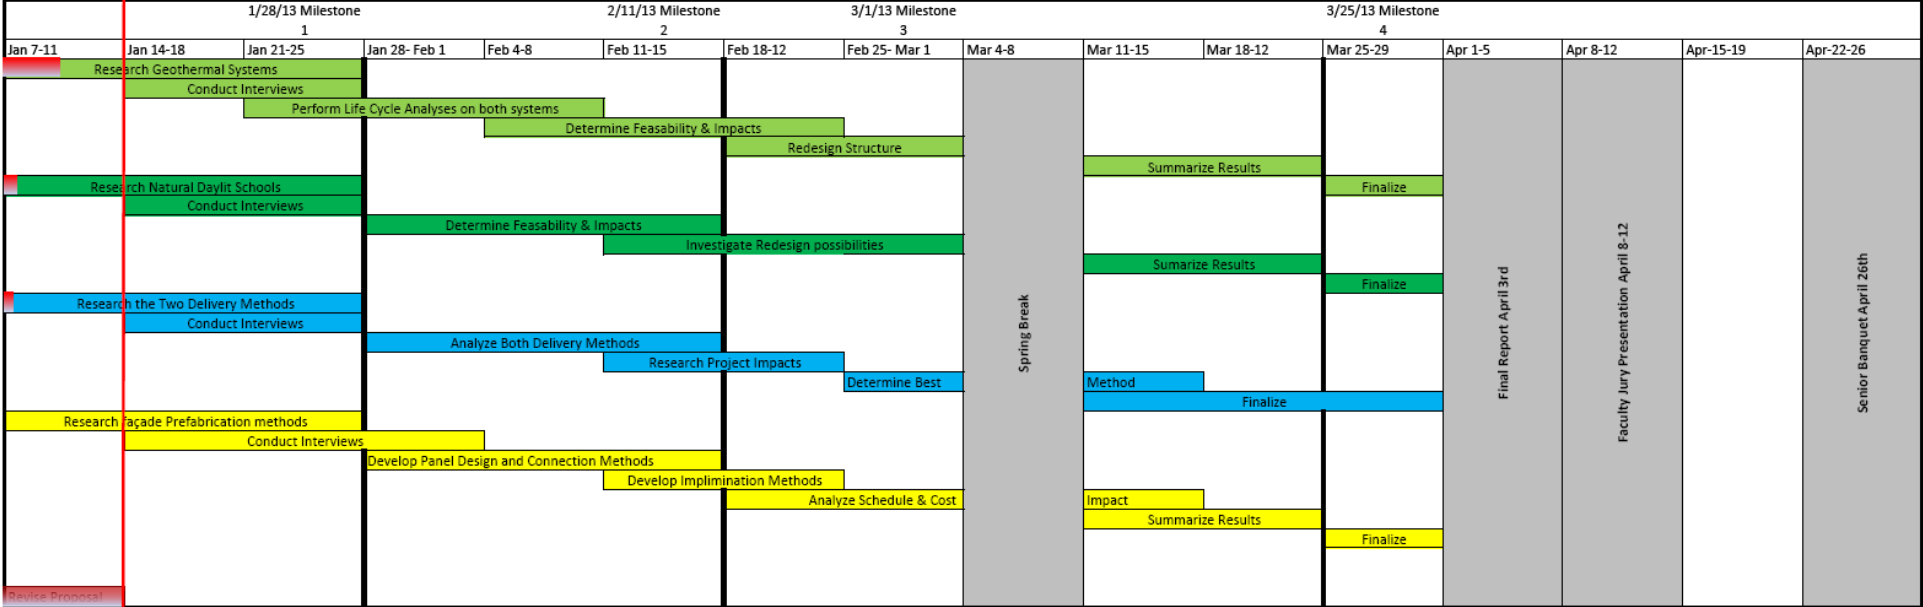 1/28/13 Milestone 2/11/13 Milestone 3/1/13 Milestone 3/25/13 Milestone
1 2 3 4
Jan 7-11 Jan 14-18 Jan 21-25 Jan 28- Feb 1 Feb 4-8 Feb 11-15 Feb 18-12 Feb 25- Mar 1 Mar 4-8 Mar 11-15 Mar 18-12 Mar 25-29 Apr 1-5 Apr 8-12 Apr-15-19 Apr-22-26
Research Geothermal Systems
Conduct Interviews
Perform Life Cycle Analyses on both systems
Determine Feasability & Impacts
Redesign Structure
Summarize Results
Research Natural Daylit Schools Finalize
Conduct Interviews
Determine Feasability & Impacts
Investigate Redesign possibilities
Sumarize Results
Finalize
Research the Two Delivery Methods
Conduct Interviews
Analyze Both Delivery Methods
Research Project Impacts
Determine Best Method
Finalize
Research façade Prefabrication methods
Conduct Interviews
Develop Panel Design and Connection Methods
Develop Implimination Methods
Analyze Schedule & Cost Impact
Summarize Results
Finalize
Revise Proposal
Spring Break
Final Report April 3rd
Faculty Jury Presentation April 8-12
Senior Banquet April 26th